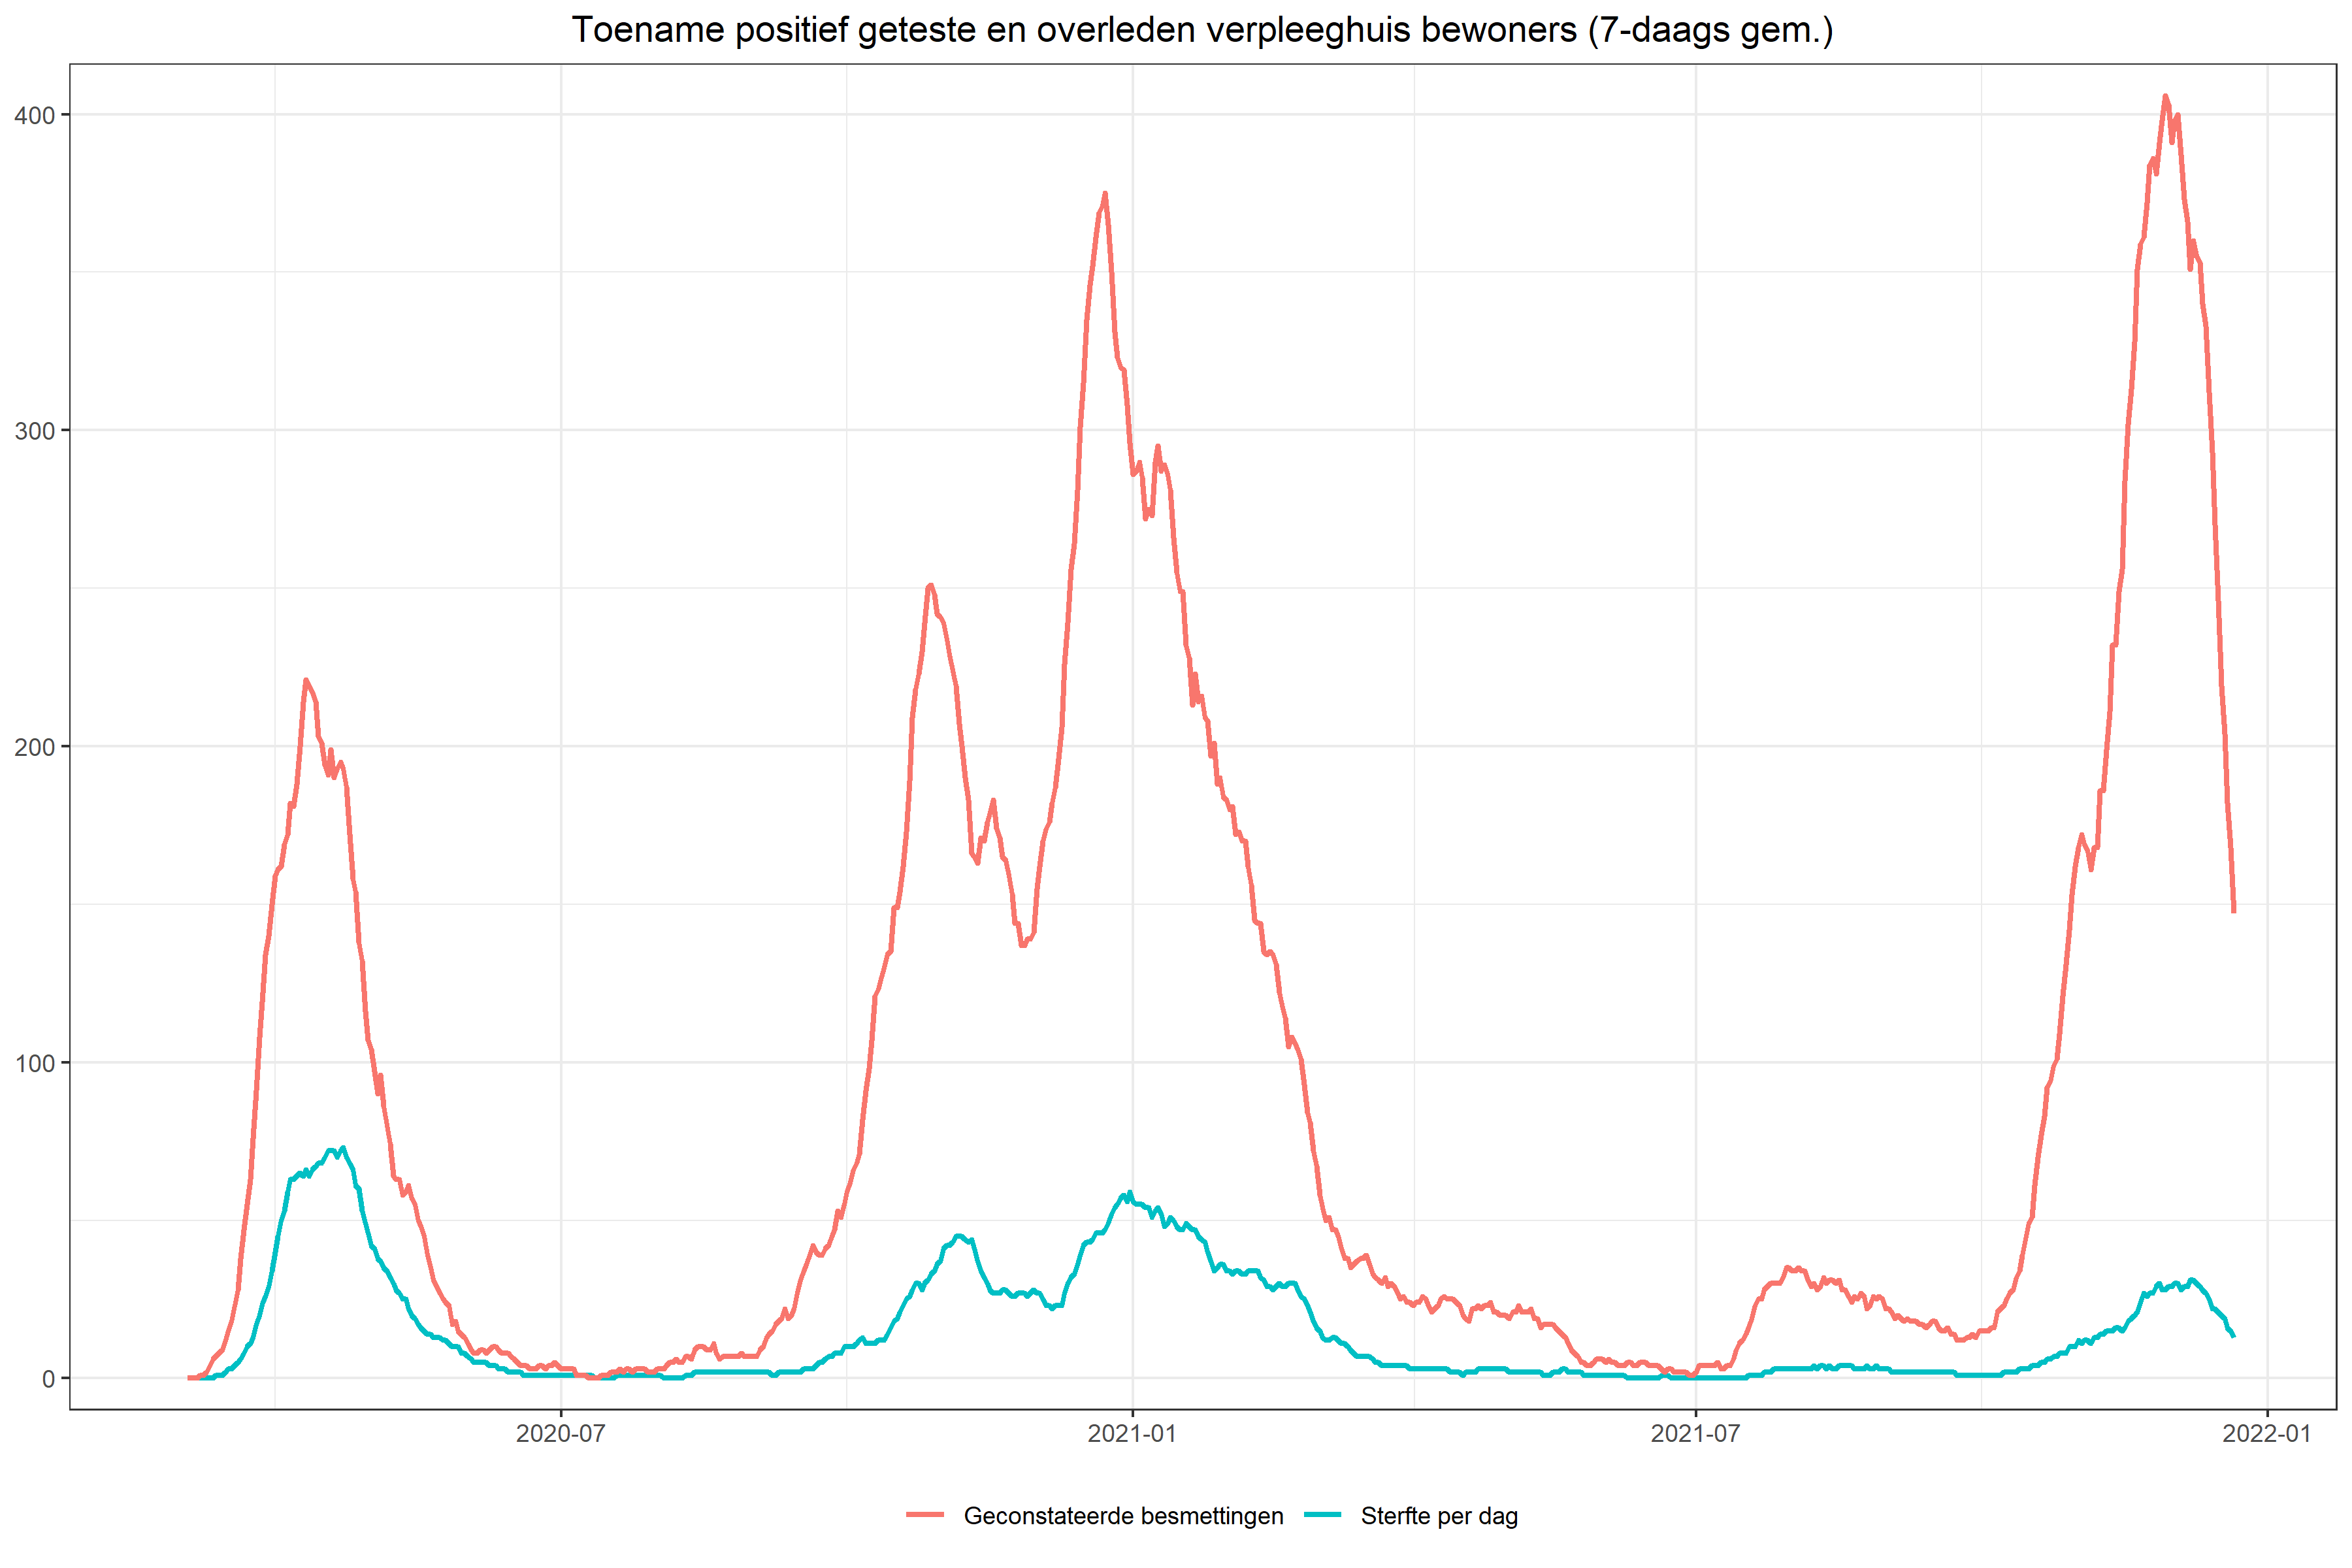 Toename positief geteste en overleden verpleeghuis bewoners (7-daags gem.)
400
300
200
100
0
2020-07 2021-01 2021-07 2022-01
Geconstateerde besmettingen Sterfte per dag